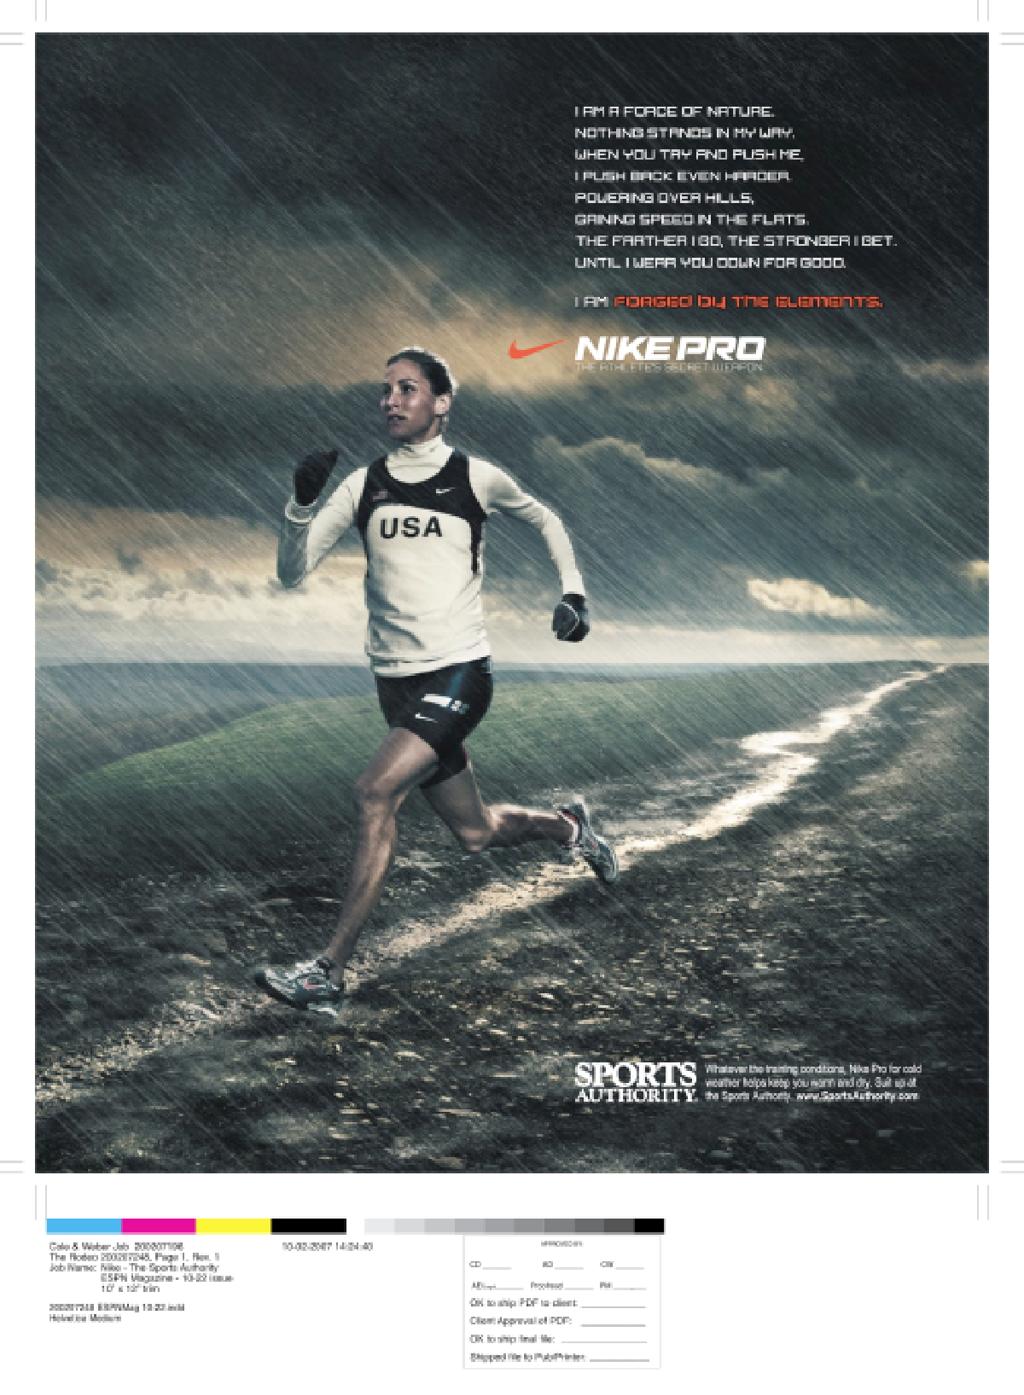 I AM A FORCE OF NATURE.
NOTHING STANDS IN MY WAY.
WHEN YOU TRY AND PUSH ME,
I PUSH BACK EVEN HARDER.
POWERING OVER HILLS,
GAINING SPEED IN THE FLATS.
THE FARTHER I GO, THE STRONGER I GET.
UNTIL I WEAR YOU DOWN FOR GOOD.
I AM FORGED by THE ELEMENTS.
NIKE PRO
THE ATHLETE'S SECRET WEAPON
USA
SPORTS
AUTHORITY
Whatever the training conditions, Nike Pro for cold
weather helps keep you warm and dry. Suit up at
the Sports Authority. www.SportsAuthority.com
Cole & Weber Job 200207196
10-02-2007 14:24:40
The Rodeo 200207248, Page 1, Rev. 1
Job Name: Nike - The Sports Authority
ESPN Magazine - 10-22 issue
10" x 12" trim
200207248 ESPNMag 10-22.indd
Helvetica Medium
APPROVED BY:
CD AD CW
Proofread PM
OK to ship PDF to client:
Client Approval of PDF:
OK to ship final file:
Shipped file to Pub/Printer: